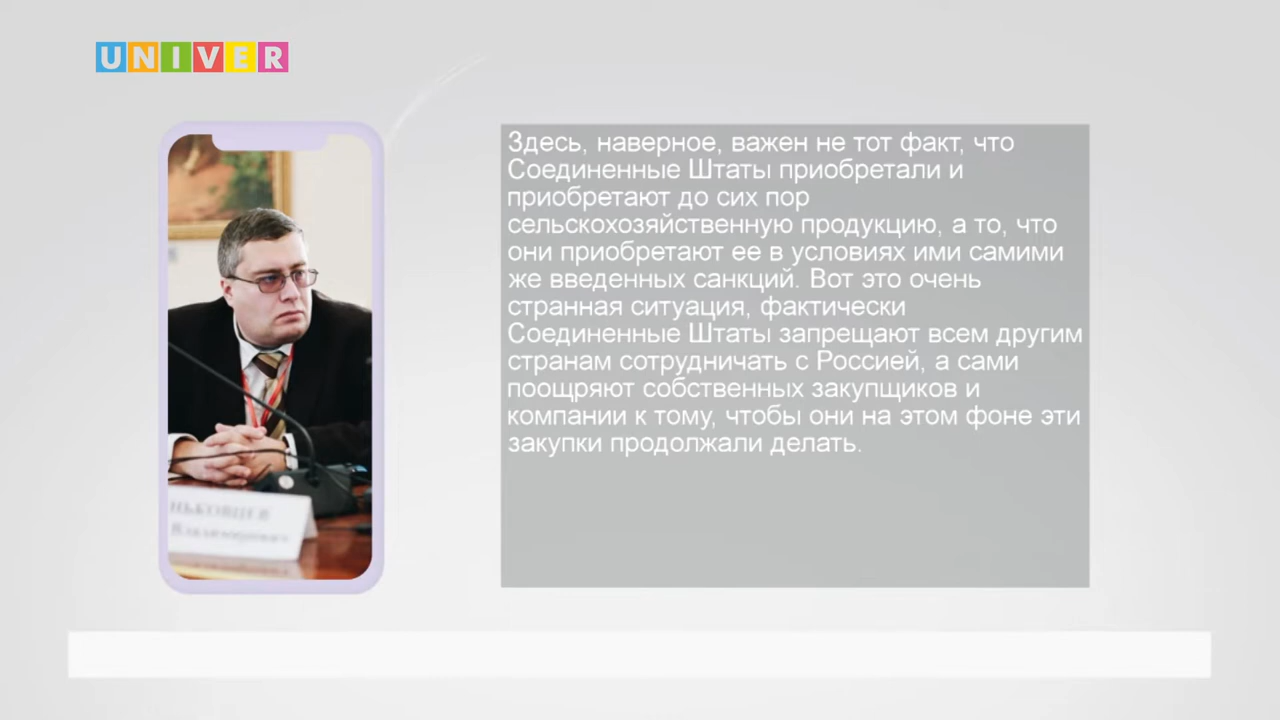 UNIVER
Здесь, наверное, важен не тот факт, что
Соединенные Штаты приобретали и
приобретают до сих пор
сельскохозяйственную продукцию, а то, что
они приобретают ее в условиях ими самими
же введенных санкций. Вот это очень
странная ситуация, фактически
Соединенные Штаты запрещают всем другим
странам сотрудничать с Россией, а сами
поощряют собственных закупщиков и
компании к тому, чтобы они на этом фоне эти
закупки продолжали делать.